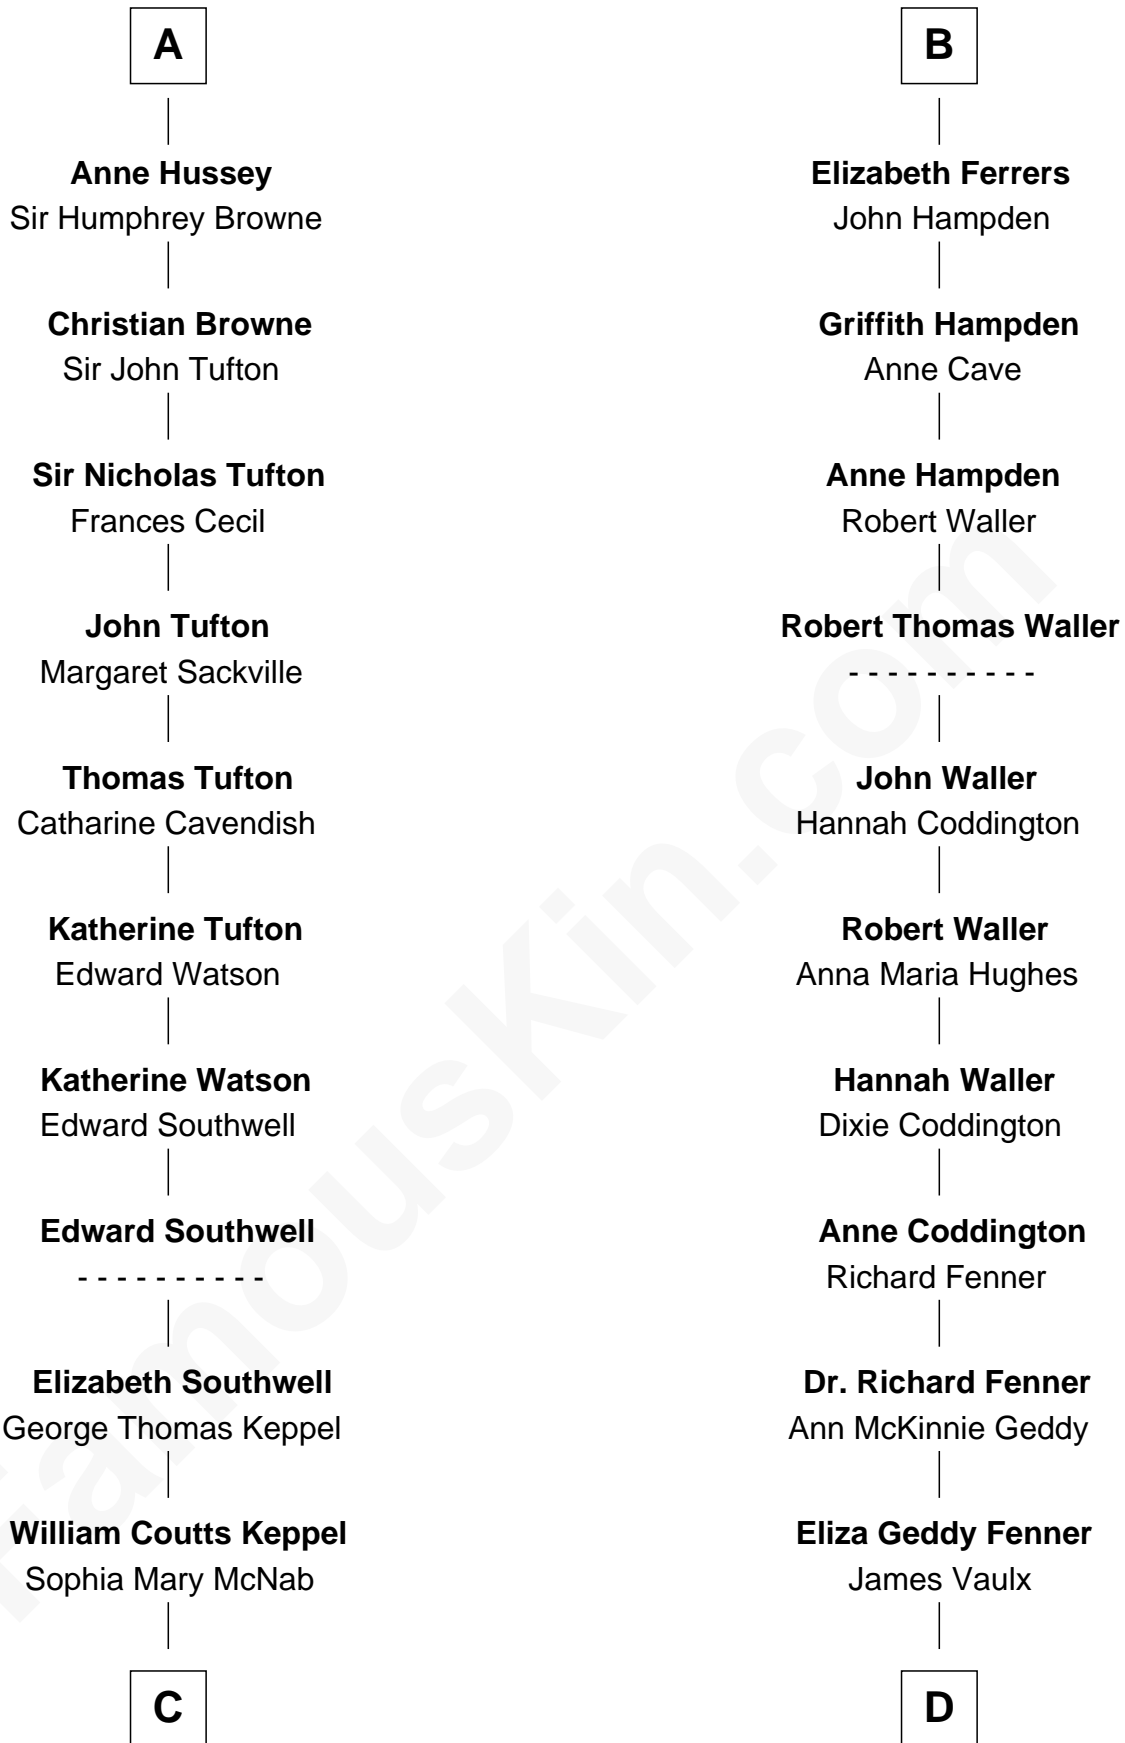 A
Anne Hussey
Sir Humphrey Browne
Christian Browne
Sir John Tufton
Sir Nicholas Tufton
Frances Cecil
John Tufton
Margaret Sackville
Thomas Tufton
Catharine Cavendish
Katherine Tufton
Edward Watson
Katherine Watson
Edward Southwell
Edward Southwell
- - - - - - - - - -
Elizabeth Southwell
George Thomas Keppel
William Coutts Keppel
Sophia Mary McNab
C
B
Elizabeth Ferrers
John Hampden
Griffith Hampden
Anne Cave
Anne Hampden
Robert Waller
Robert Thomas Waller
- - - - - - - - - -
John Waller
Hannah Coddington
Robert Waller
Anna Maria Hughes
Hannah Waller
Dixie Coddington
Anne Coddington
Richard Fenner
Dr. Richard Fenner
Ann McKinnie Geddy
Eliza Geddy Fenner
James Vaulx
D
FamousKin.com